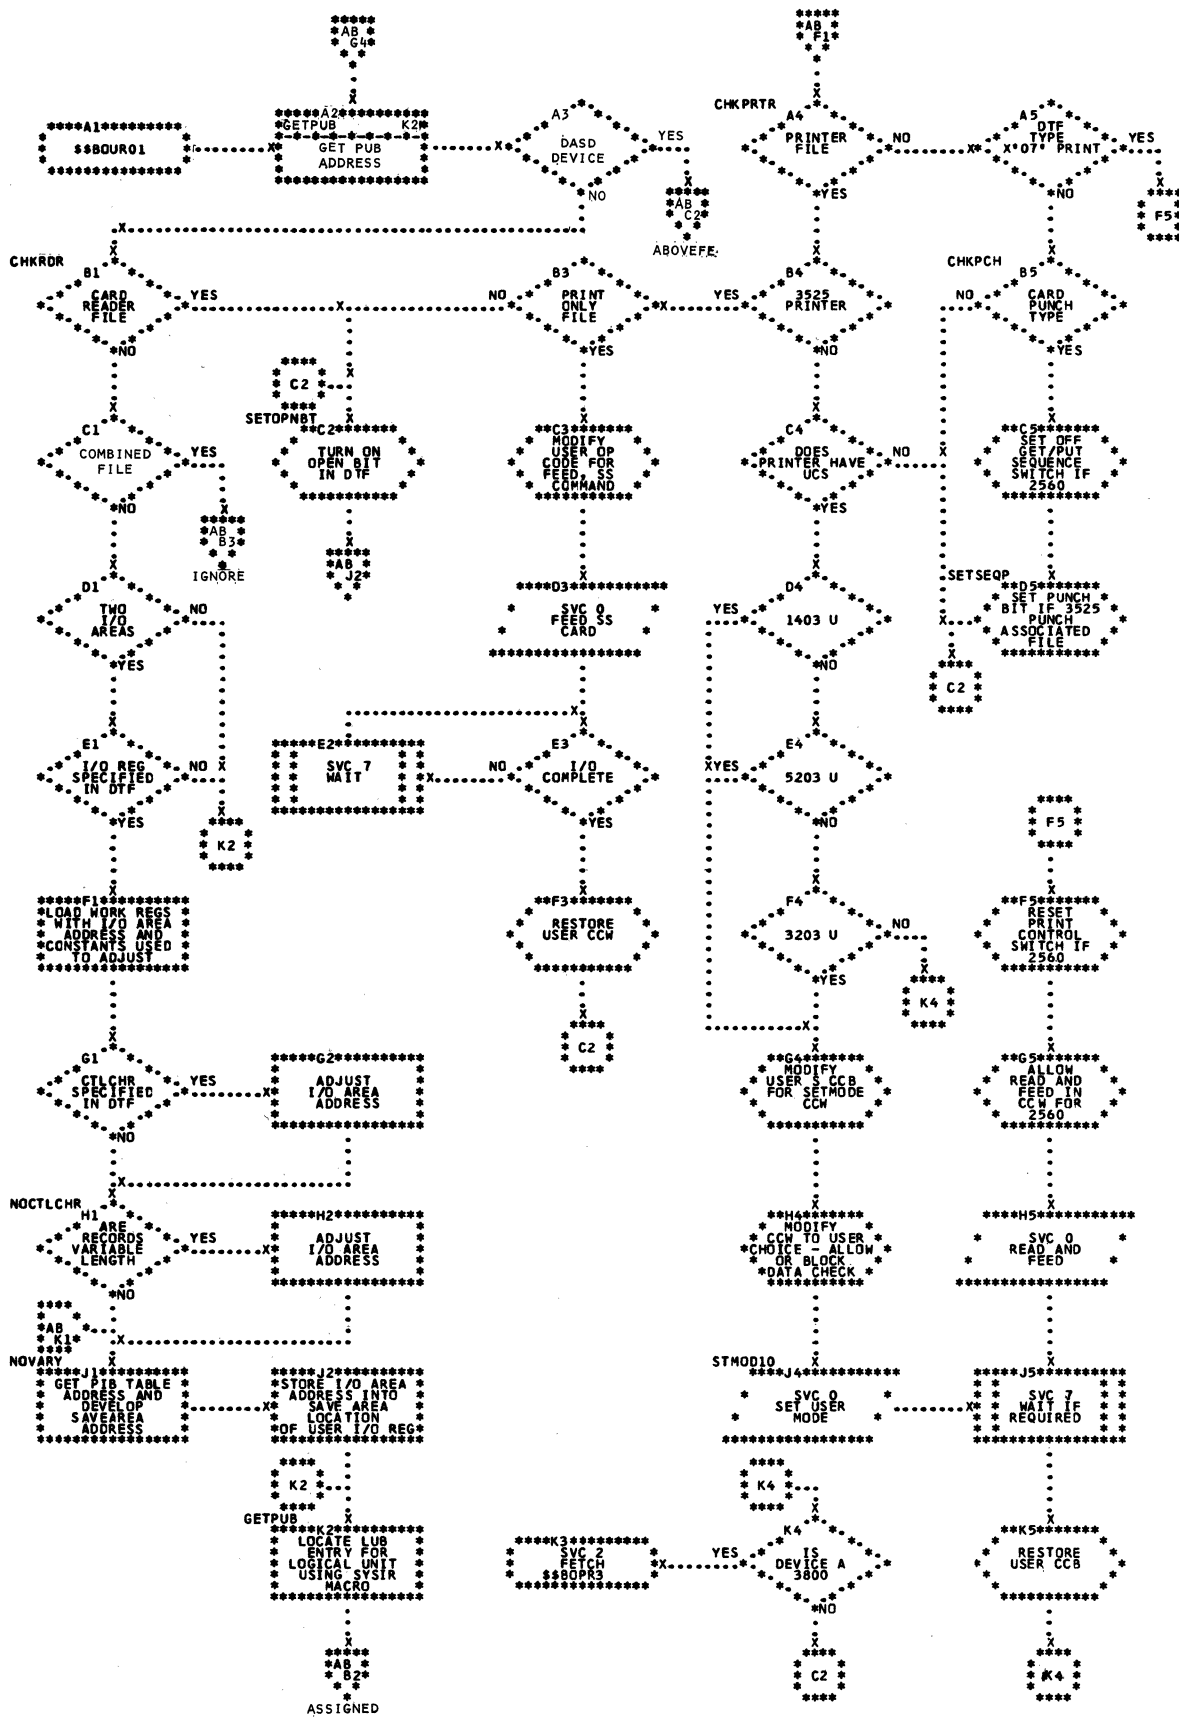 AB
G4
AB
F1
A1
$$BOUR01
A2
GETPUB K2
GET PUB
ADDRESS
A3
DASD
DEVICE
YES
NO
AB
C2
ABOVEFE
CHKPRTR
A4
PRINTER
FILE
NO
YES
A5
DTF
TYPE
X'07' PRINT
YES
NO
F5
CHKRDR
B1
CARD
READER
FILE
YES
NO
B3
PRINT
ONLY
FILE
NO
YES
B4
3525
PRINTER
YES
NO
CHKPCH
B5
CARD
PUNCH
TYPE
NO
YES
C2
SETOPNBT
C1
COMBINED
FILE
YES
NO
AB
B3
IGNORE
C2
TURN ON
OPEN BIT
IN DTF
AB
J2
C3
MODIFY
USER OP
CODE FOR
FEED, SS
COMMAND
C4
DOES
PRINTER HAVE
UCS
NO
YES
C5
SET OFF
GET/PUT
SEQUENCE
SWITCH IF
2560
D1
TWO
I/O
AREAS
NO
YES
D3
SVC 0
FEED SS
CARD
D4
1403 U
YES
NO
SETSEQP
D5
SET PUNCH
BIT IF 3525
PUNCH
ASSOCIATED
FILE
C2
E1
I/O REG
SPECIFIED
IN DTF
NO
YES
K2
E2
SVC 7
WAIT
E3
I/O
COMPLETE
NO
YES
E4
5203 U
YES
NO
F5
F1
LOAD WORK REGS
WITH I/O AREA
ADDRESS AND
CONSTANTS USED
TO ADJUST
F3
RESTORE
USER CCW
C2
F4
3203 U
NO
YES
K4
F5
RESET
PRINT
CONTROL
SWITCH IF
2560
G1
CTLCHR
SPECIFIED
IN DTF
YES
NO
G2
ADJUST
I/O AREA
ADDRESS
G4
MODIFY
USER S CCB
FOR SETMODE
CCW
G5
ALLOW
READ AND
FEED IN
CCW FOR
2560
NOCTLCHR
H1
ARE
RECORDS
VARIABLE
LENGTH
YES
NO
H2
ADJUST
I/O AREA
ADDRESS
H4
MODIFY
CCW TO USER
CHOICE - ALLOW
OR BLOCK
DATA CHECK
H5
SVC 0
READ AND
FEED
AB
K1
NOVARY
J1
GET PIB TABLE
ADDRESS AND
DEVELOP
SAVEAREA
ADDRESS
J2
STORE I/O AREA
ADDRESS INTO
SAVE AREA
LOCATION
OF USER I/O REG
STMODIO
J4
SVC 0
SET USER
MODE
J5
SVC 7
WAIT IF
REQUIRED
K2
GETPUB
K2
LOCATE LUB
ENTRY FOR
LOGICAL UNIT
USING SYSIR
MACRO
AB
B2
ASSIGNED
K3
SVC 2
FETCH
$$BOPR3
K4
K4
IS
DEVICE A
3800
YES
NO
C2
K5
RESTORE
USER CCB
K4